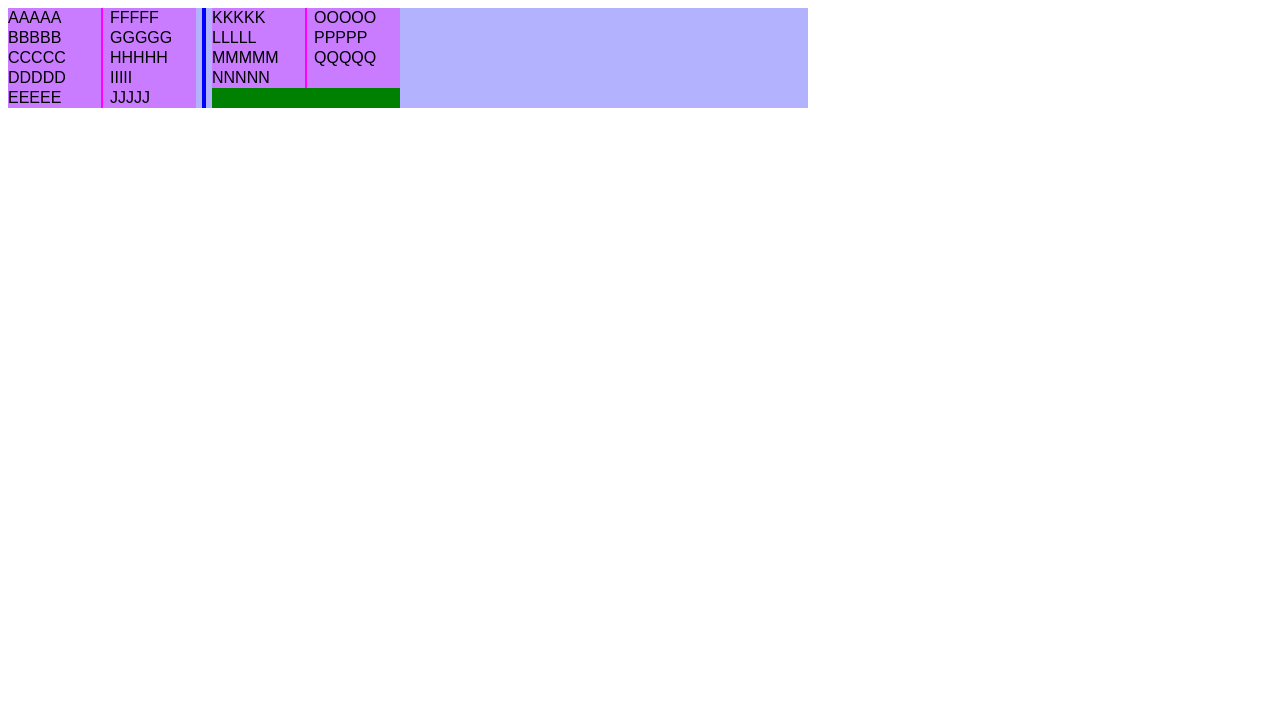 AAAAA
BBBBB
CCCCC
DDDDD
EEEEE
FFFFF
GGGGG
HHHHH
IIIII
JJJJJ
KKKKK
LLLLL
MMMMM
NNNNN
OOOOO
PPPPP
QQQQQ